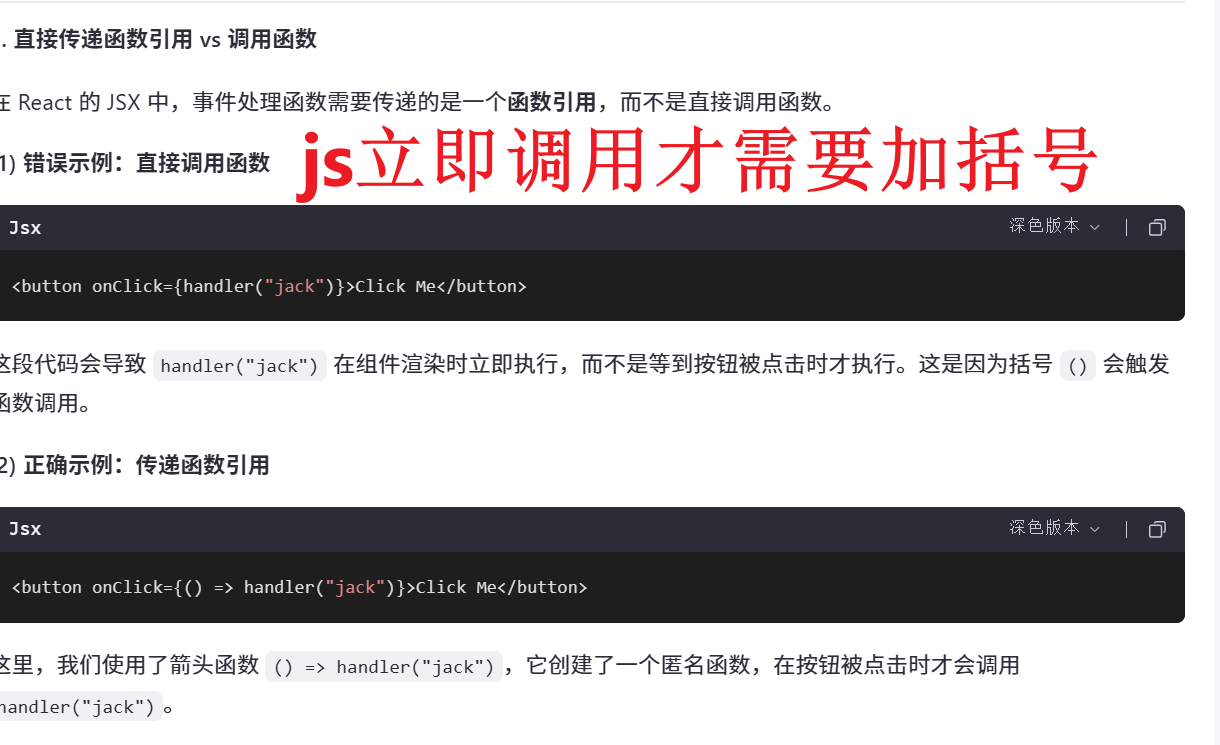 . 直接传递函数引用 vs 调用函数
在 React 的 JSX 中，事件处理函数需要传递的是一个函数引用，而不是直接调用函数。
1) 错误示例：直接调用函数
js立即调用才需要加括号
Jsx 深色版本
<button onClick={handler("jack")}>Click Me</button>
这段代码会导致 handler("jack") 在组件渲染时立即执行，而不是等到按钮被点击时才执行。这是因为括号 () 会触发
函数调用。
2) 正确示例：传递函数引用
Jsx 深色版本
<button onClick={() => handler("jack")}>Click Me</button>
这里，我们使用了箭头函数 () => handler("jack")，它创建了一个匿名函数，在按钮被点击时才会调用
handler("jack")。